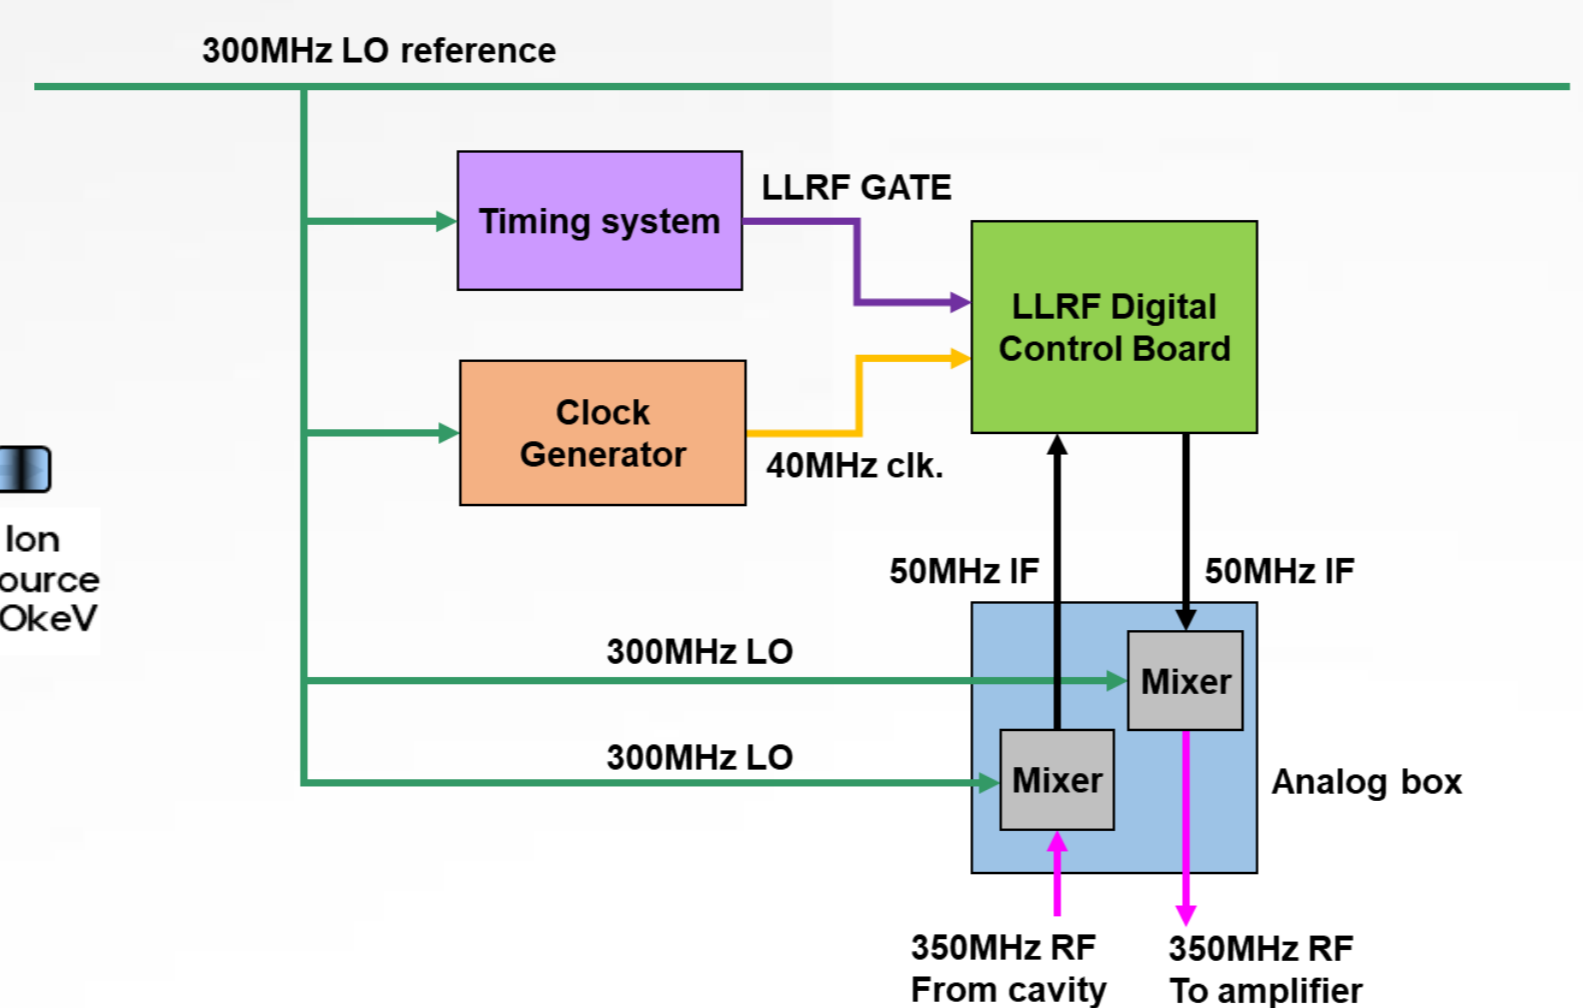 300MHz LO reference
LLRF GATE
Timing system
LLRF Digital
Control Board
Clock
Generator
40MHz clk.
Ion
ource
0keV
50MHz IF
50MHz IF
300MHz LO
Mixer
300MHz LO
Mixer
Analog box
350MHz RF
From cavity
350MHz RF
To amplifier